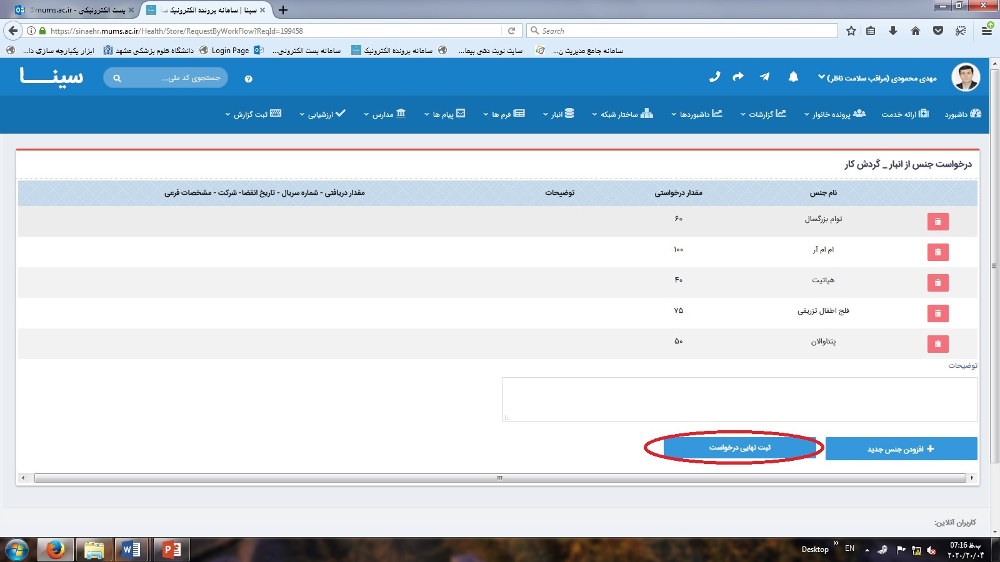 پست الکترونیکی - mums.ac.ir@
سینا | سامانه پرونده الکترونیک سا
https://sinaehr.mums.ac.ir/Health/Store/RequestByWorkFlow?ReqId=199458
Search
ابزار یکپارچه سازی دا...
دانشگاه علوم پزشکی مشهد
Login Page
سامانه پست الکترونی...
سامانه پرونده الکترونیک
سایت نوبت دهی بیما...
سامانه جامع مدیریت ن...
مهدی محمودی (مراقب سلامت ناظر)
جستجوی کد ملی...
سینا
داشبورد
ارائه خدمت
پرونده خانوار
گزارشات
داشبوردها
ساختار شبکه
انبار
فرم ها
پیام ها
مدارس
ارزشیابی
ثبت گزارش
درخواست جنس از انبار _ گردش کار
نام جنس مقدار درخواستی توضیحات مقدار دریافتی - شماره سریال - تاریخ انقضا- شرکت - مشخصات فرعی
توام بزرگسال ۶۰
ام ام آر ۱۰۰
هپاتیت ۴۰
فلج اطفال تزریقی ۷۵
پنتاوالان ۵۰
توضیحات
افزودن جنس جدید
ثبت نهایی درخواست
کاربران آنلاین:
Desktop
EN
07:16 ب.ظ
۲۰۲۰/۲۰/۰۴